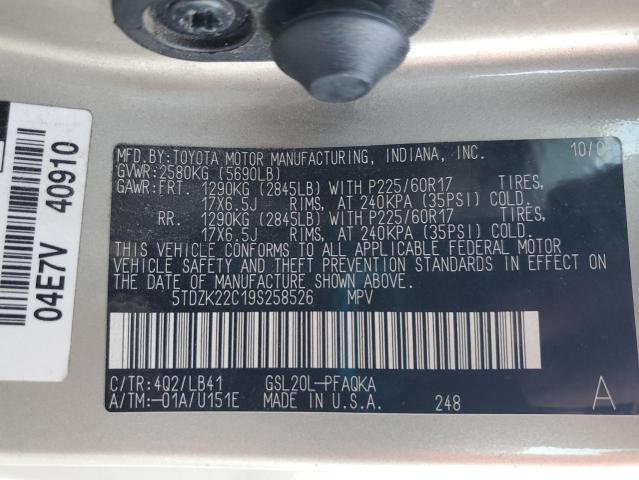 MFD.BY:TOYOTA MOTOR MANUFACTURING, INDIANA, INC. 10/0
GVWR:2580KG (5690LB)
GAWR:FRT. 1290KG (2845LB) WITH P225/60R17 TIRES,
17X6.5J RIMS, AT 240KPA (35PSI) COLD.
RR. 1290KG (2845LB) WITH P225/60R17 TIRES,
17X6.5J RIMS, AT 240KPA (35PSI) COLD.
THIS VEHICLE CONFORMS TO ALL APPLICABLE FEDERAL MOTOR
VEHICLE SAFETY AND THEFT PREVENTION STANDARDS IN EFFECT ON
THE DATE OF MANUFACTURE SHOWN ABOVE.
5TDZK22C19S258526 MPV
C/TR:4Q2/LB41 GSL20L-PFAQKA
A/TM:-01A/U151E MADE IN U.S.A. 248 A
04E7V 40910